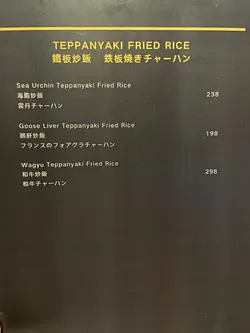 TEPPANYAKI FRIED RICE
鐵板炒飯 鉄板焼きチャーハン
Sea Urchin Teppanyaki Fried Rice
海膽炒飯 238
雲丹チャーハン
Goose Liver Teppanyaki Fried Rice
鵝肝炒飯 198
フランスのフォアグラチャーハン
Wagyu Teppanyaki Fried Rice
和牛炒飯 298
和牛チャーハン